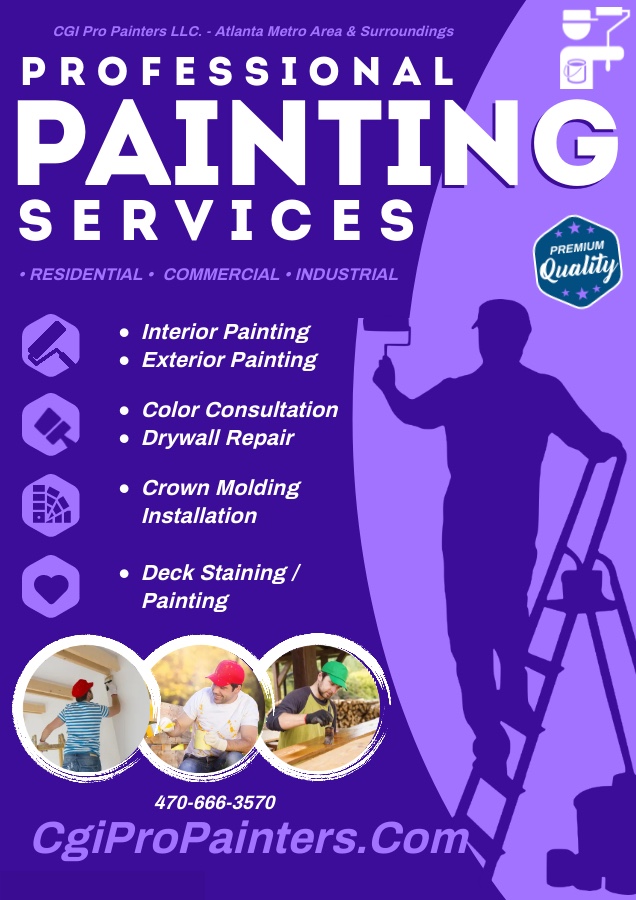 CGI Pro Painters LLC. - Atlanta Metro Area & Surroundings
PROFESSIONAL
PAINTING
SERVICES
• RESIDENTIAL • COMMERCIAL • INDUSTRIAL
PREMIUM
Quality
• Interior Painting
• Exterior Painting
• Color Consultation
• Drywall Repair
• Crown Molding
Installation
• Deck Staining /
Painting
470-666-3570
CgiProPainters.Com